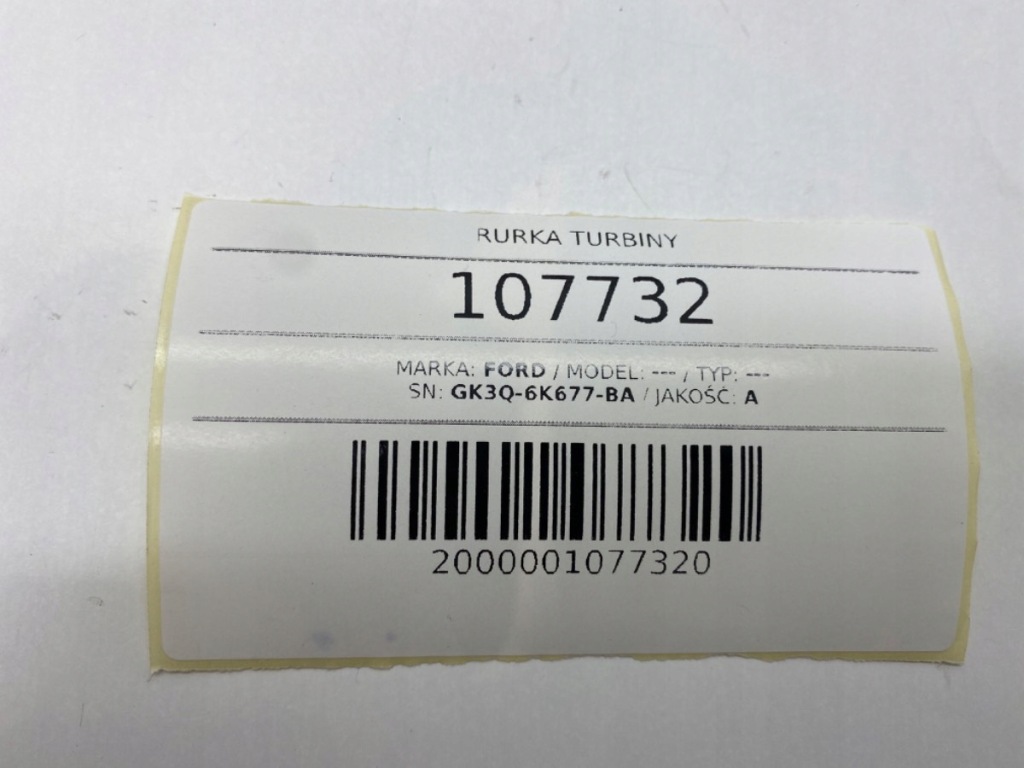 RURKA TURBINY
107732
MARKA: FORD / MODEL: --- / TYP: ---
SN: GK3Q-6K677-BA / JAKOŚĆ: A
2000001077320